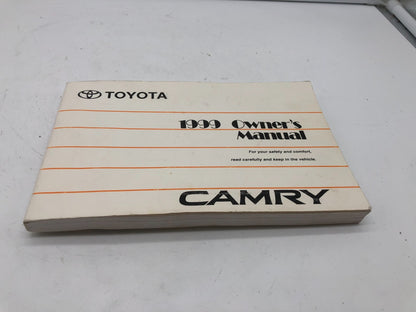 TOYOTA
1999 Owner's
Manual
For your safety and comfort,
read carefully and keep in the vehicle.
CAMRY